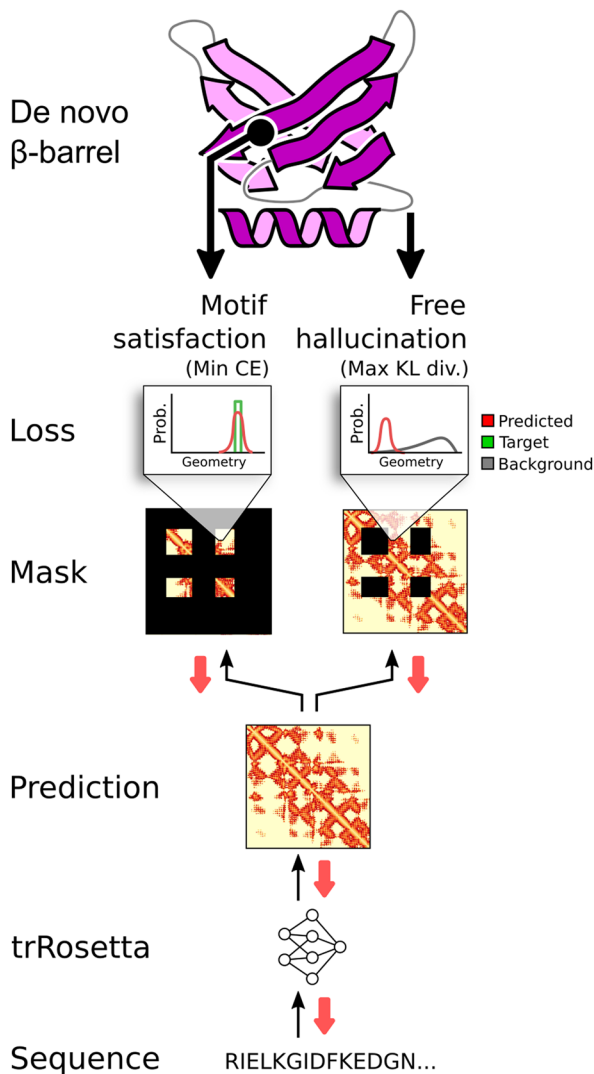 De novo
β-barrel
Motif
satisfaction
(Min CE)
Free
hallucination
(Max KL div.)
Loss
Prob.
Geometry
Prob.
Geometry
Predicted
Target
Background
Mask
Prediction
trRosetta
Sequence
RIELKGIDFKEDGN...